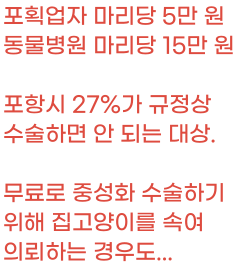 포획업자 마리당 5만 원
동물병원 마리당 15만 원
포항시 27%가 규정상
수술하면 안 되는 대상.
무료로 중성화 수술하기
위해 집고양이를 속여
의뢰하는 경우도...